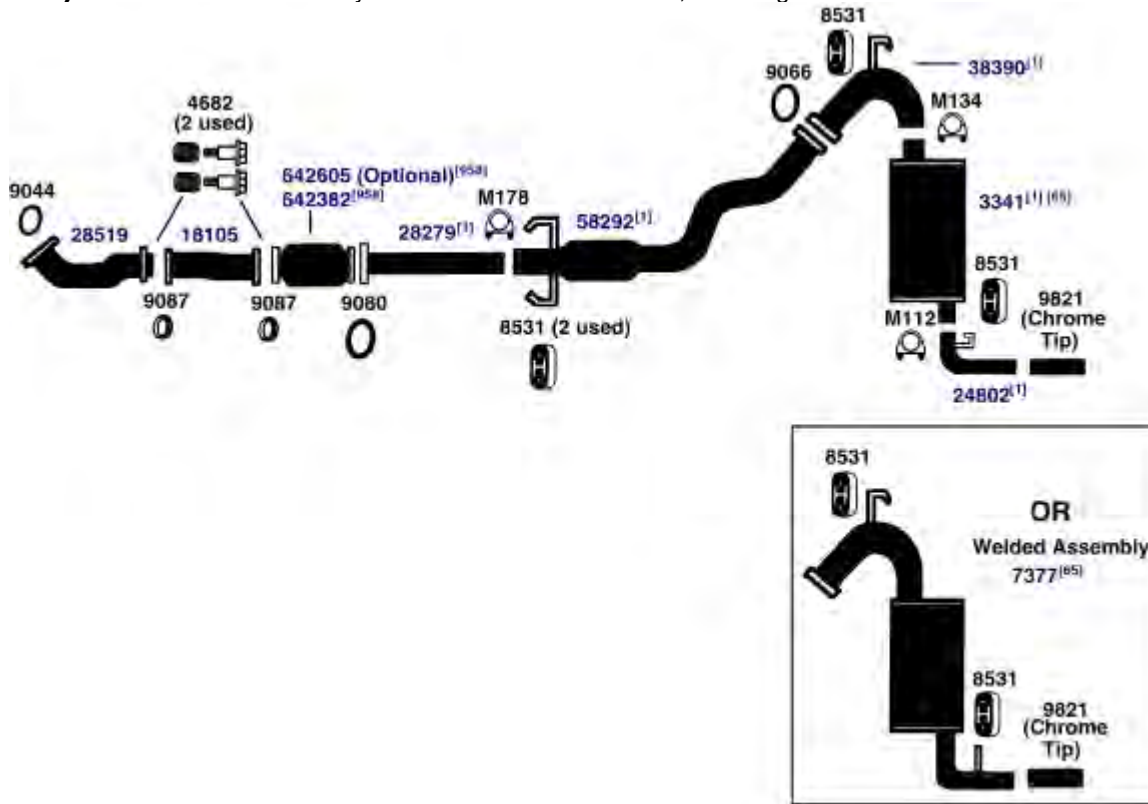 8531
38390[1]
9066
M134
4682
(2 used)
642605 (Optional)[958]
642382[958]
3341[1] [65]
9044
M178
28519
18105
28279[1]
58292[1]
8531
9821
(Chrome
Tip)
9087
9087
9080
M112
8531 (2 used)
24802[1]
8531
OR
Welded Assembly
7377[65]
8531
9821
(Chrome
Tip)